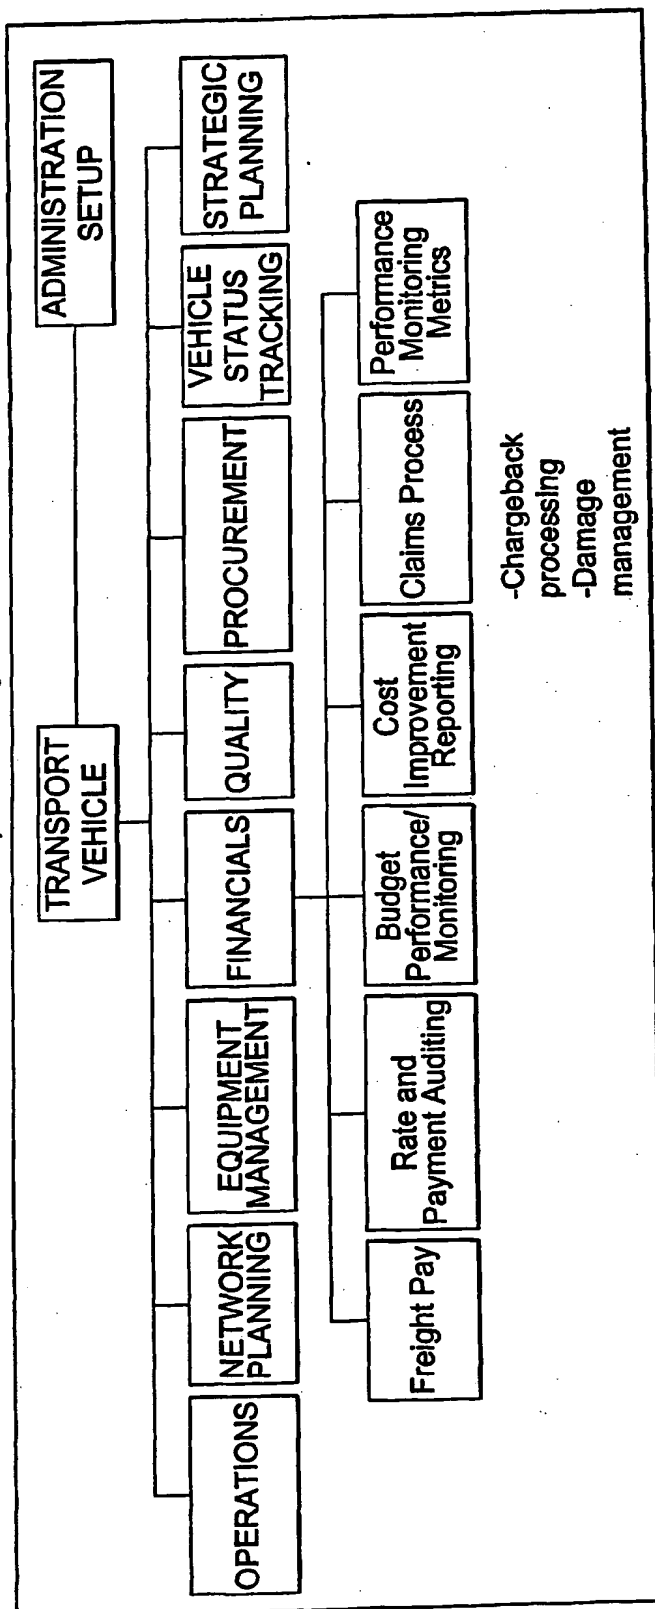 TRANSPORT
VEHICLE
ADMINISTRATION
SETUP
OPERATIONS
NETWORK
PLANNING
EQUIPMENT
MANAGEMENT
FINANCIALS
QUALITY
PROCUREMENT
VEHICLE
STATUS
TRACKING
STRATEGIC
PLANNING
Freight Pay
Rate and
Payment Auditing
Budget
Performance/
Monitoring
Cost
Improvement
Reporting
Claims Process
Performance
Monitoring
Metrics
-Chargeback
processing
-Damage
management